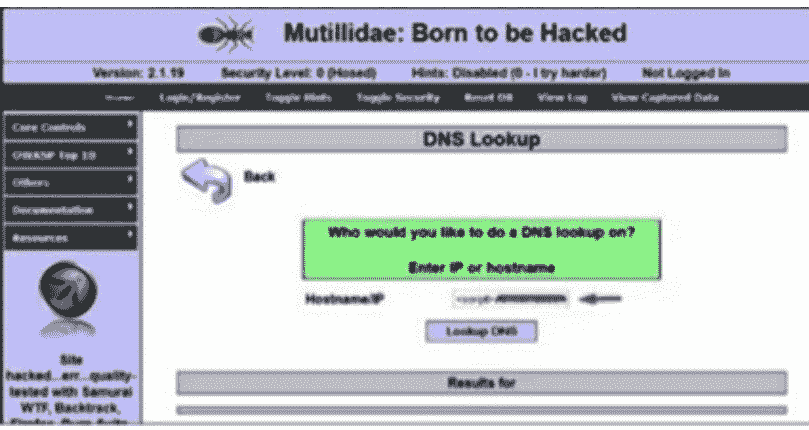 Mutillidae: Born to be Hacked
Version: 2.1.19 Security Level: 0 (Hosed) Hints: Disabled (0 - I try harder) Not Logged In
Home Login/Register Toggle Hints Toggle Security Reset DB View Log View Captured Data
Core Controls
OWASP Top 10
Others
Documentation
Resources
DNS Lookup
Back
Who would you like to do a DNS lookup on?
Enter IP or hostname
Hostname/IP
Lookup DNS
Results for
Site
hacked...err...quality-
tested with Samurai
WTF, Backtrack,